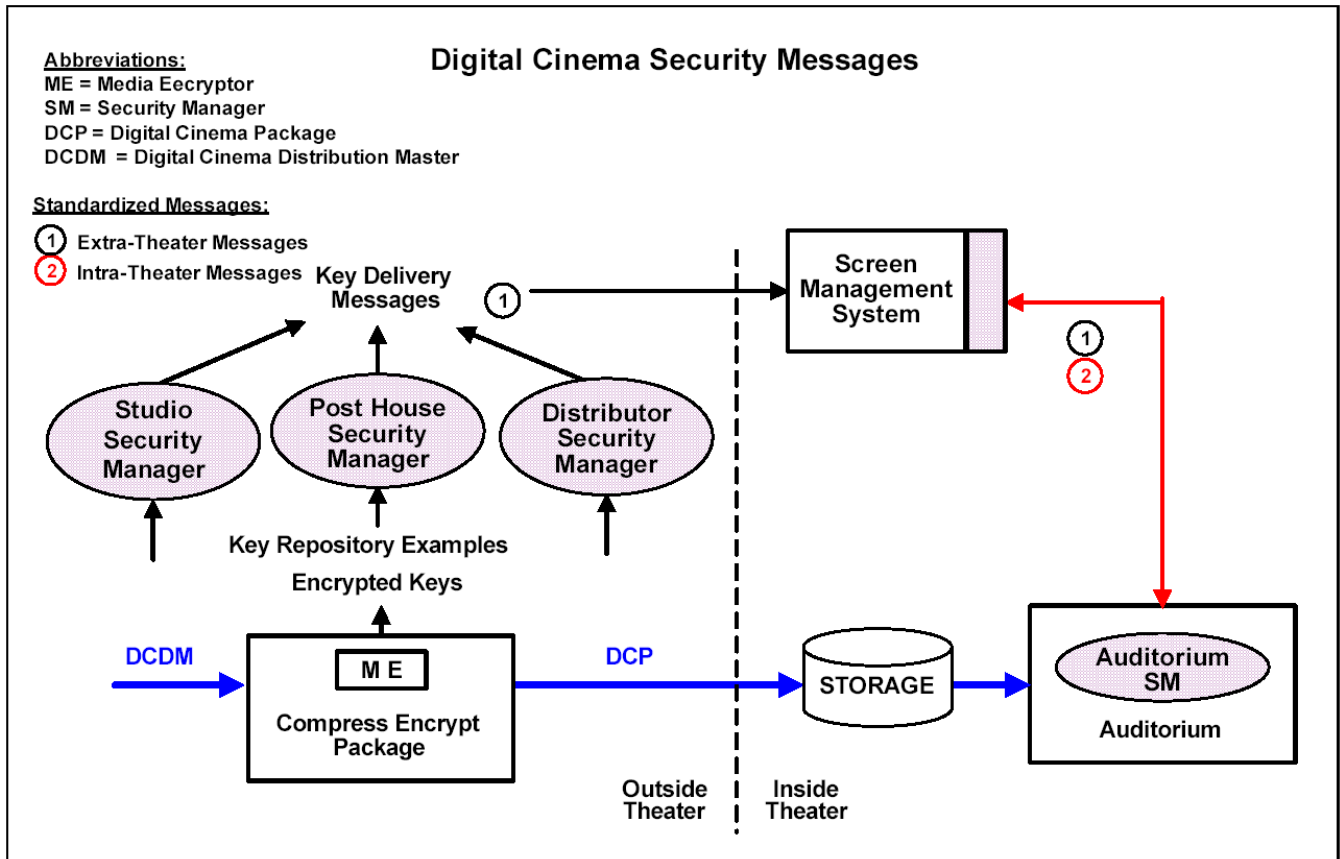 Digital Cinema Security Messages
Abbreviations:
ME = Media Eecryptor
SM = Security Manager
DCP = Digital Cinema Package
DCDM = Digital Cinema Distribution Master
Standardized Messages:
1 Extra-Theater Messages
2 Intra-Theater Messages
Key Delivery
Messages
1
Screen
Management
System
1
2
Studio
Security
Manager
Post House
Security
Manager
Distributor
Security
Manager
Key Repository Examples
Encrypted Keys
DCDM
M E
Compress Encrypt
Package
DCP
STORAGE
Auditorium
SM
Auditorium
Outside
Theater
Inside
Theater